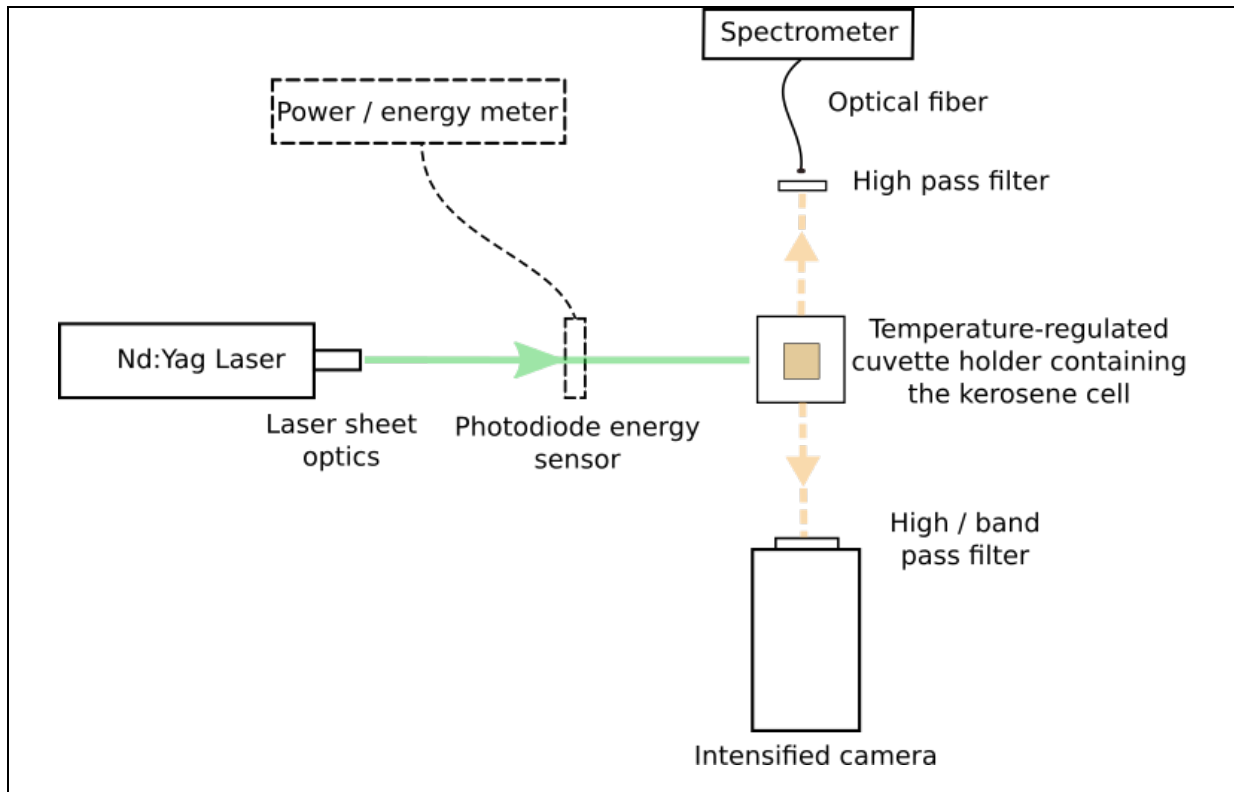 Spectrometer
Optical fiber
Power / energy meter
High pass filter
Nd:Yag Laser
Laser sheet
optics
Photodiode energy
sensor
Temperature-regulated
cuvette holder containing
the kerosene cell
High / band
pass filter
Intensified camera